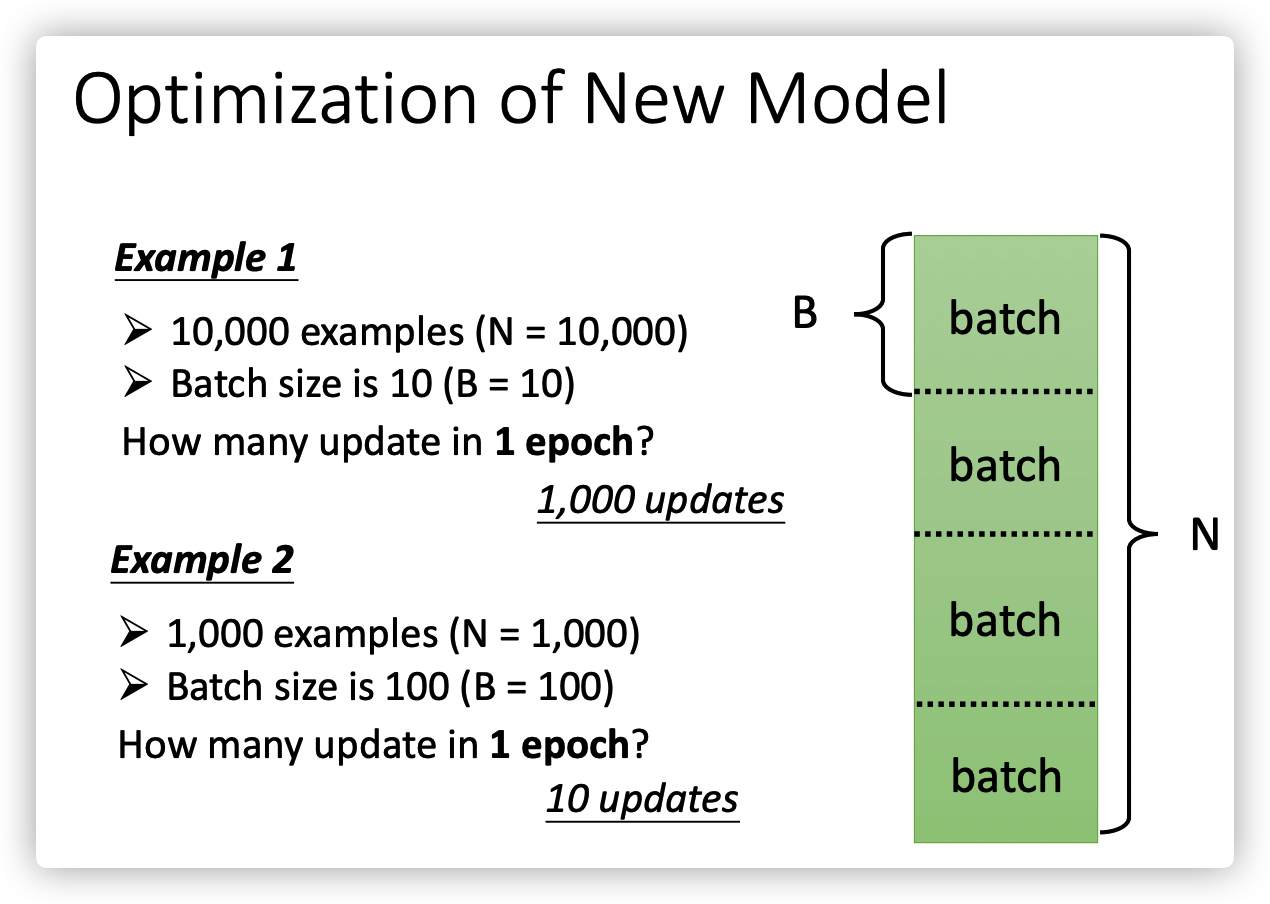 Optimization of New Model
Example 1
➢ 10,000 examples (N = 10,000)
➢ Batch size is 10 (B = 10)
How many update in 1 epoch?
1,000 updates
Example 2
➢ 1,000 examples (N = 1,000)
➢ Batch size is 100 (B = 100)
How many update in 1 epoch?
10 updates
B
batch
batch
batch
batch
N